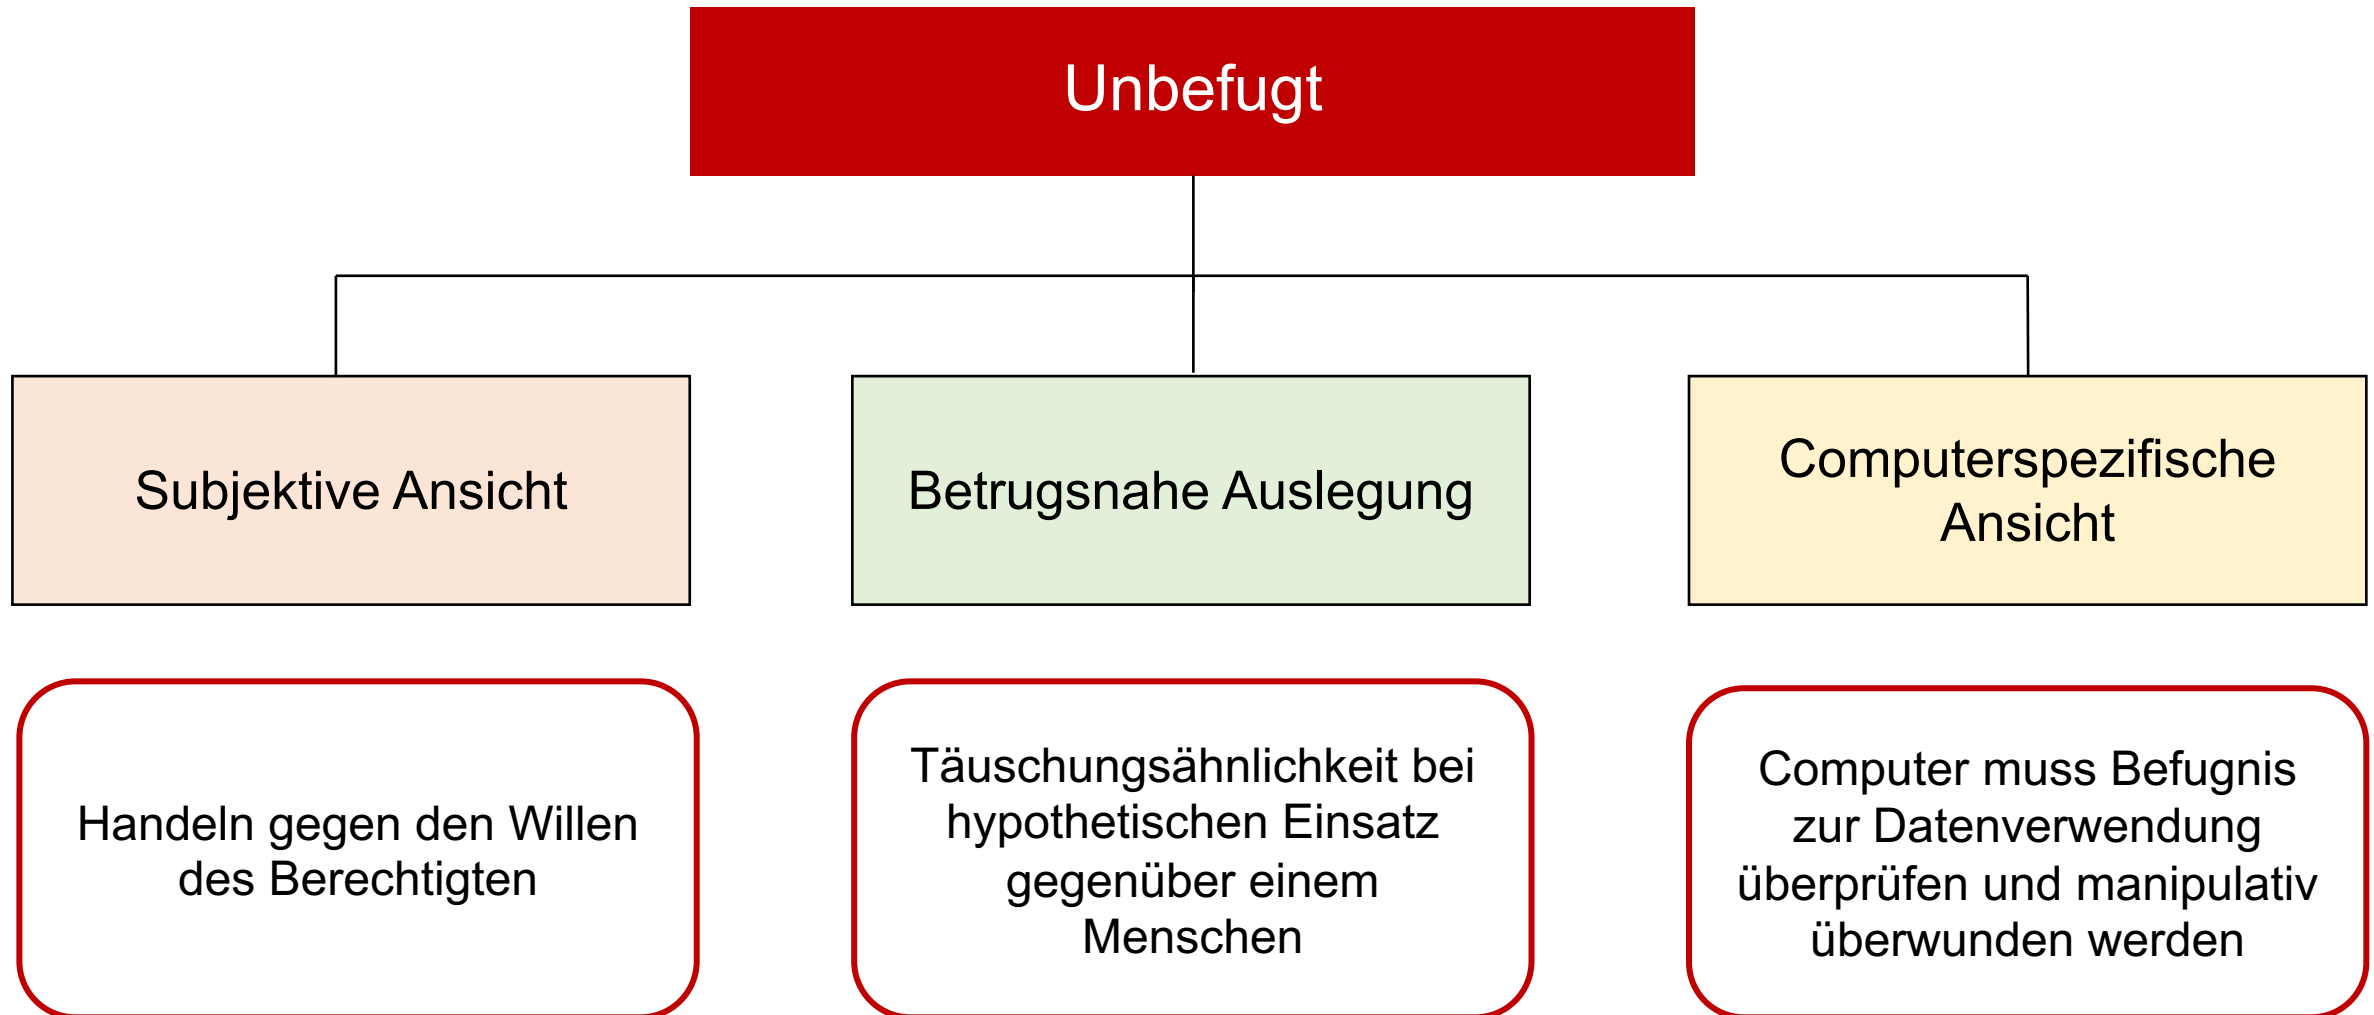 Unbefugt
Subjektive Ansicht
Betrugsnahe Auslegung
Computerspezifische
Ansicht
Handeln gegen den Willen
des Berechtigten
Täuschungsähnlichkeit bei
hypothetischen Einsatz
gegenüber einem
Menschen
Computer muss Befugnis
zur Datenverwendung
überprüfen und manipulativ
überwunden werden